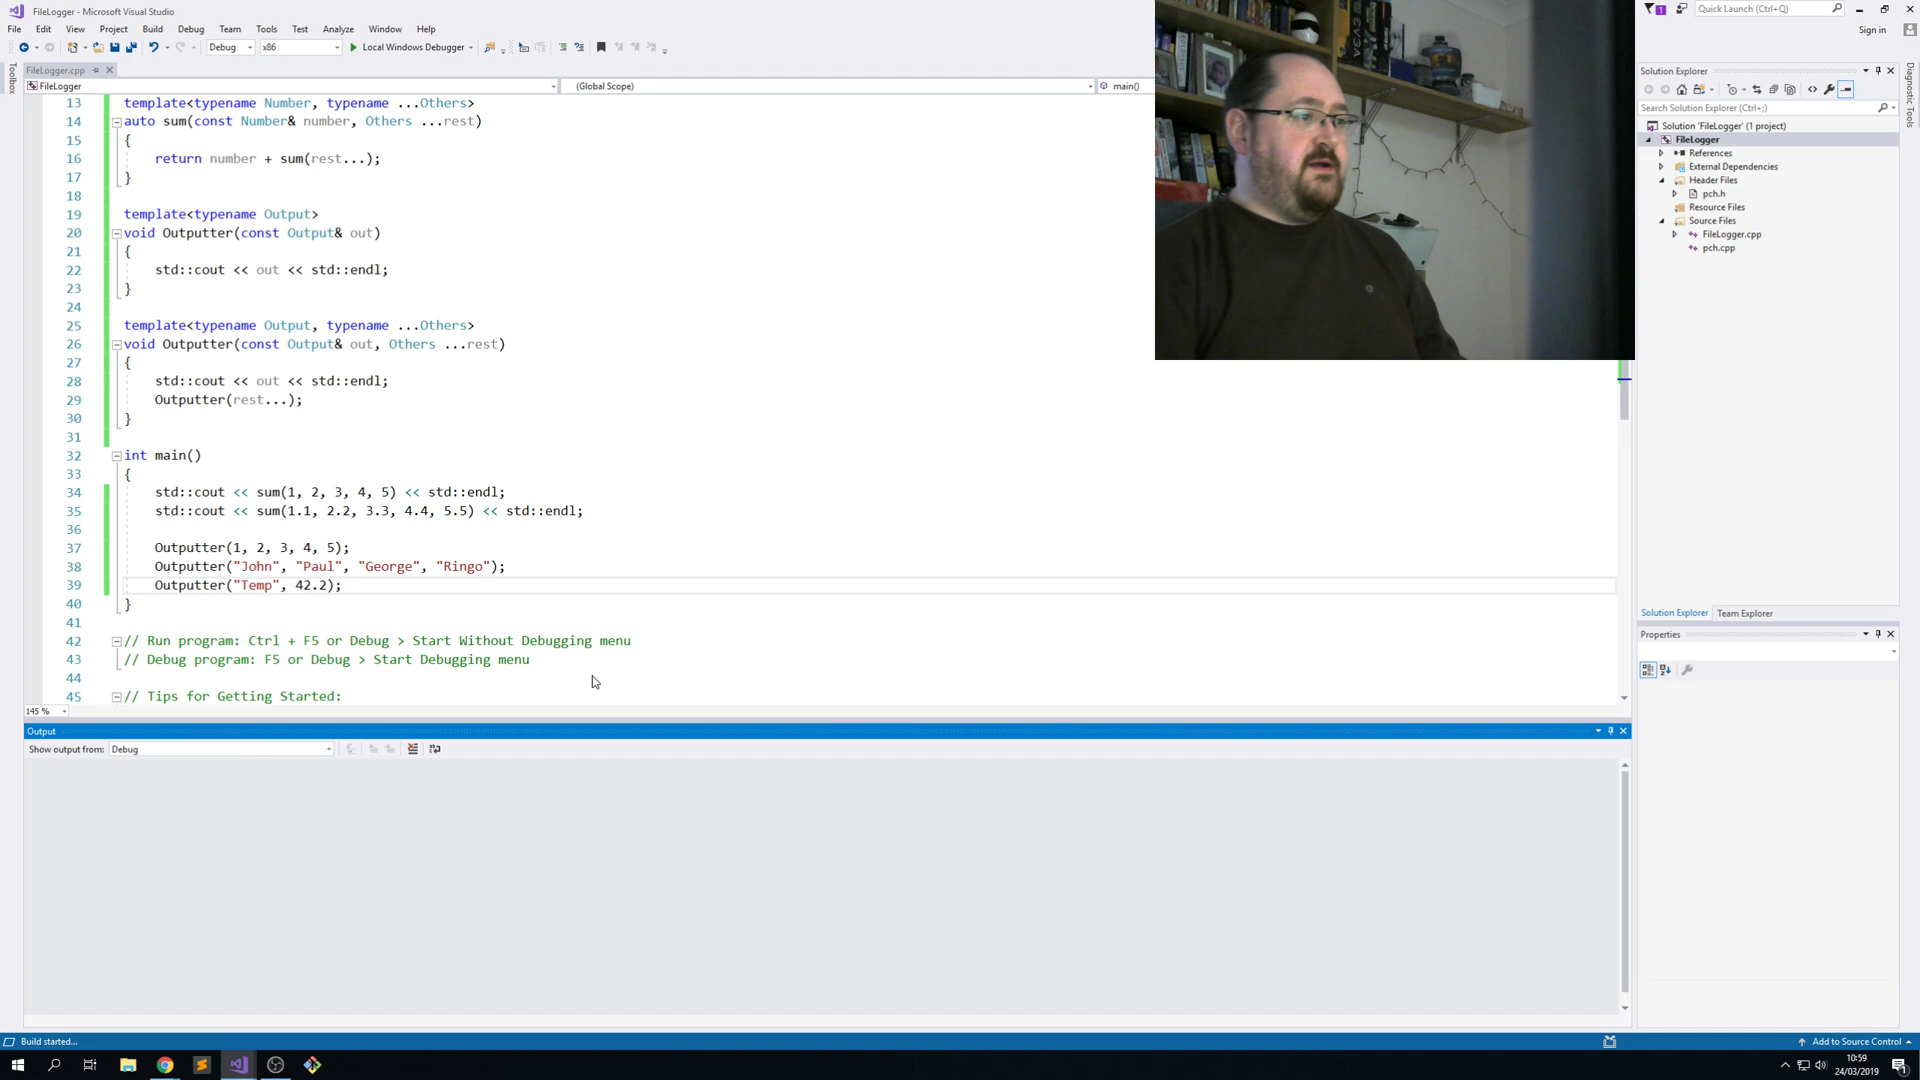 FileLogger - Microsoft Visual Studio
Quick Launch (Ctrl+;)
File Edit View Project Build Debug Team Tools Test Analyze Window Help
Sign in
Debug x86 Local Windows Debugger
Toolbox
FileLogger.cpp
FileLogger (Global Scope) main()
13 template<typename Number, typename ...Others>
14 auto sum(const Number& number, Others ...rest)
15 {
16 return number + sum(rest...);
17 }
18
19 template<typename Output>
20 void Outputter(const Output& out)
21 {
22 std::cout << out << std::endl;
23 }
24
25 template<typename Output, typename ...Others>
26 void Outputter(const Output& out, Others ...rest)
27 {
28 std::cout << out << std::endl;
29 Outputter(rest...);
30 }
31
32 int main()
33 {
34 std::cout << sum(1, 2, 3, 4, 5) << std::endl;
35 std::cout << sum(1.1, 2.2, 3.3, 4.4, 5.5) << std::endl;
36
37 Outputter(1, 2, 3, 4, 5);
38 Outputter("John", "Paul", "George", "Ringo");
39 Outputter("Temp", 42.2);
40 }
41
42 // Run program: Ctrl + F5 or Debug > Start Without Debugging menu
43 // Debug program: F5 or Debug > Start Debugging menu
44
45 // Tips for Getting Started:
145 %
Output
Show output from: Debug
Solution Explorer
Search Solution Explorer (Ctrl+;)
Solution 'FileLogger' (1 project)
FileLogger
References
External Dependencies
Header Files
pch.h
Resource Files
Source Files
FileLogger.cpp
pch.cpp
Solution Explorer Team Explorer
Properties
Diagnostic Tools
Build started...
Add to Source Control
10:59
24/03/2019